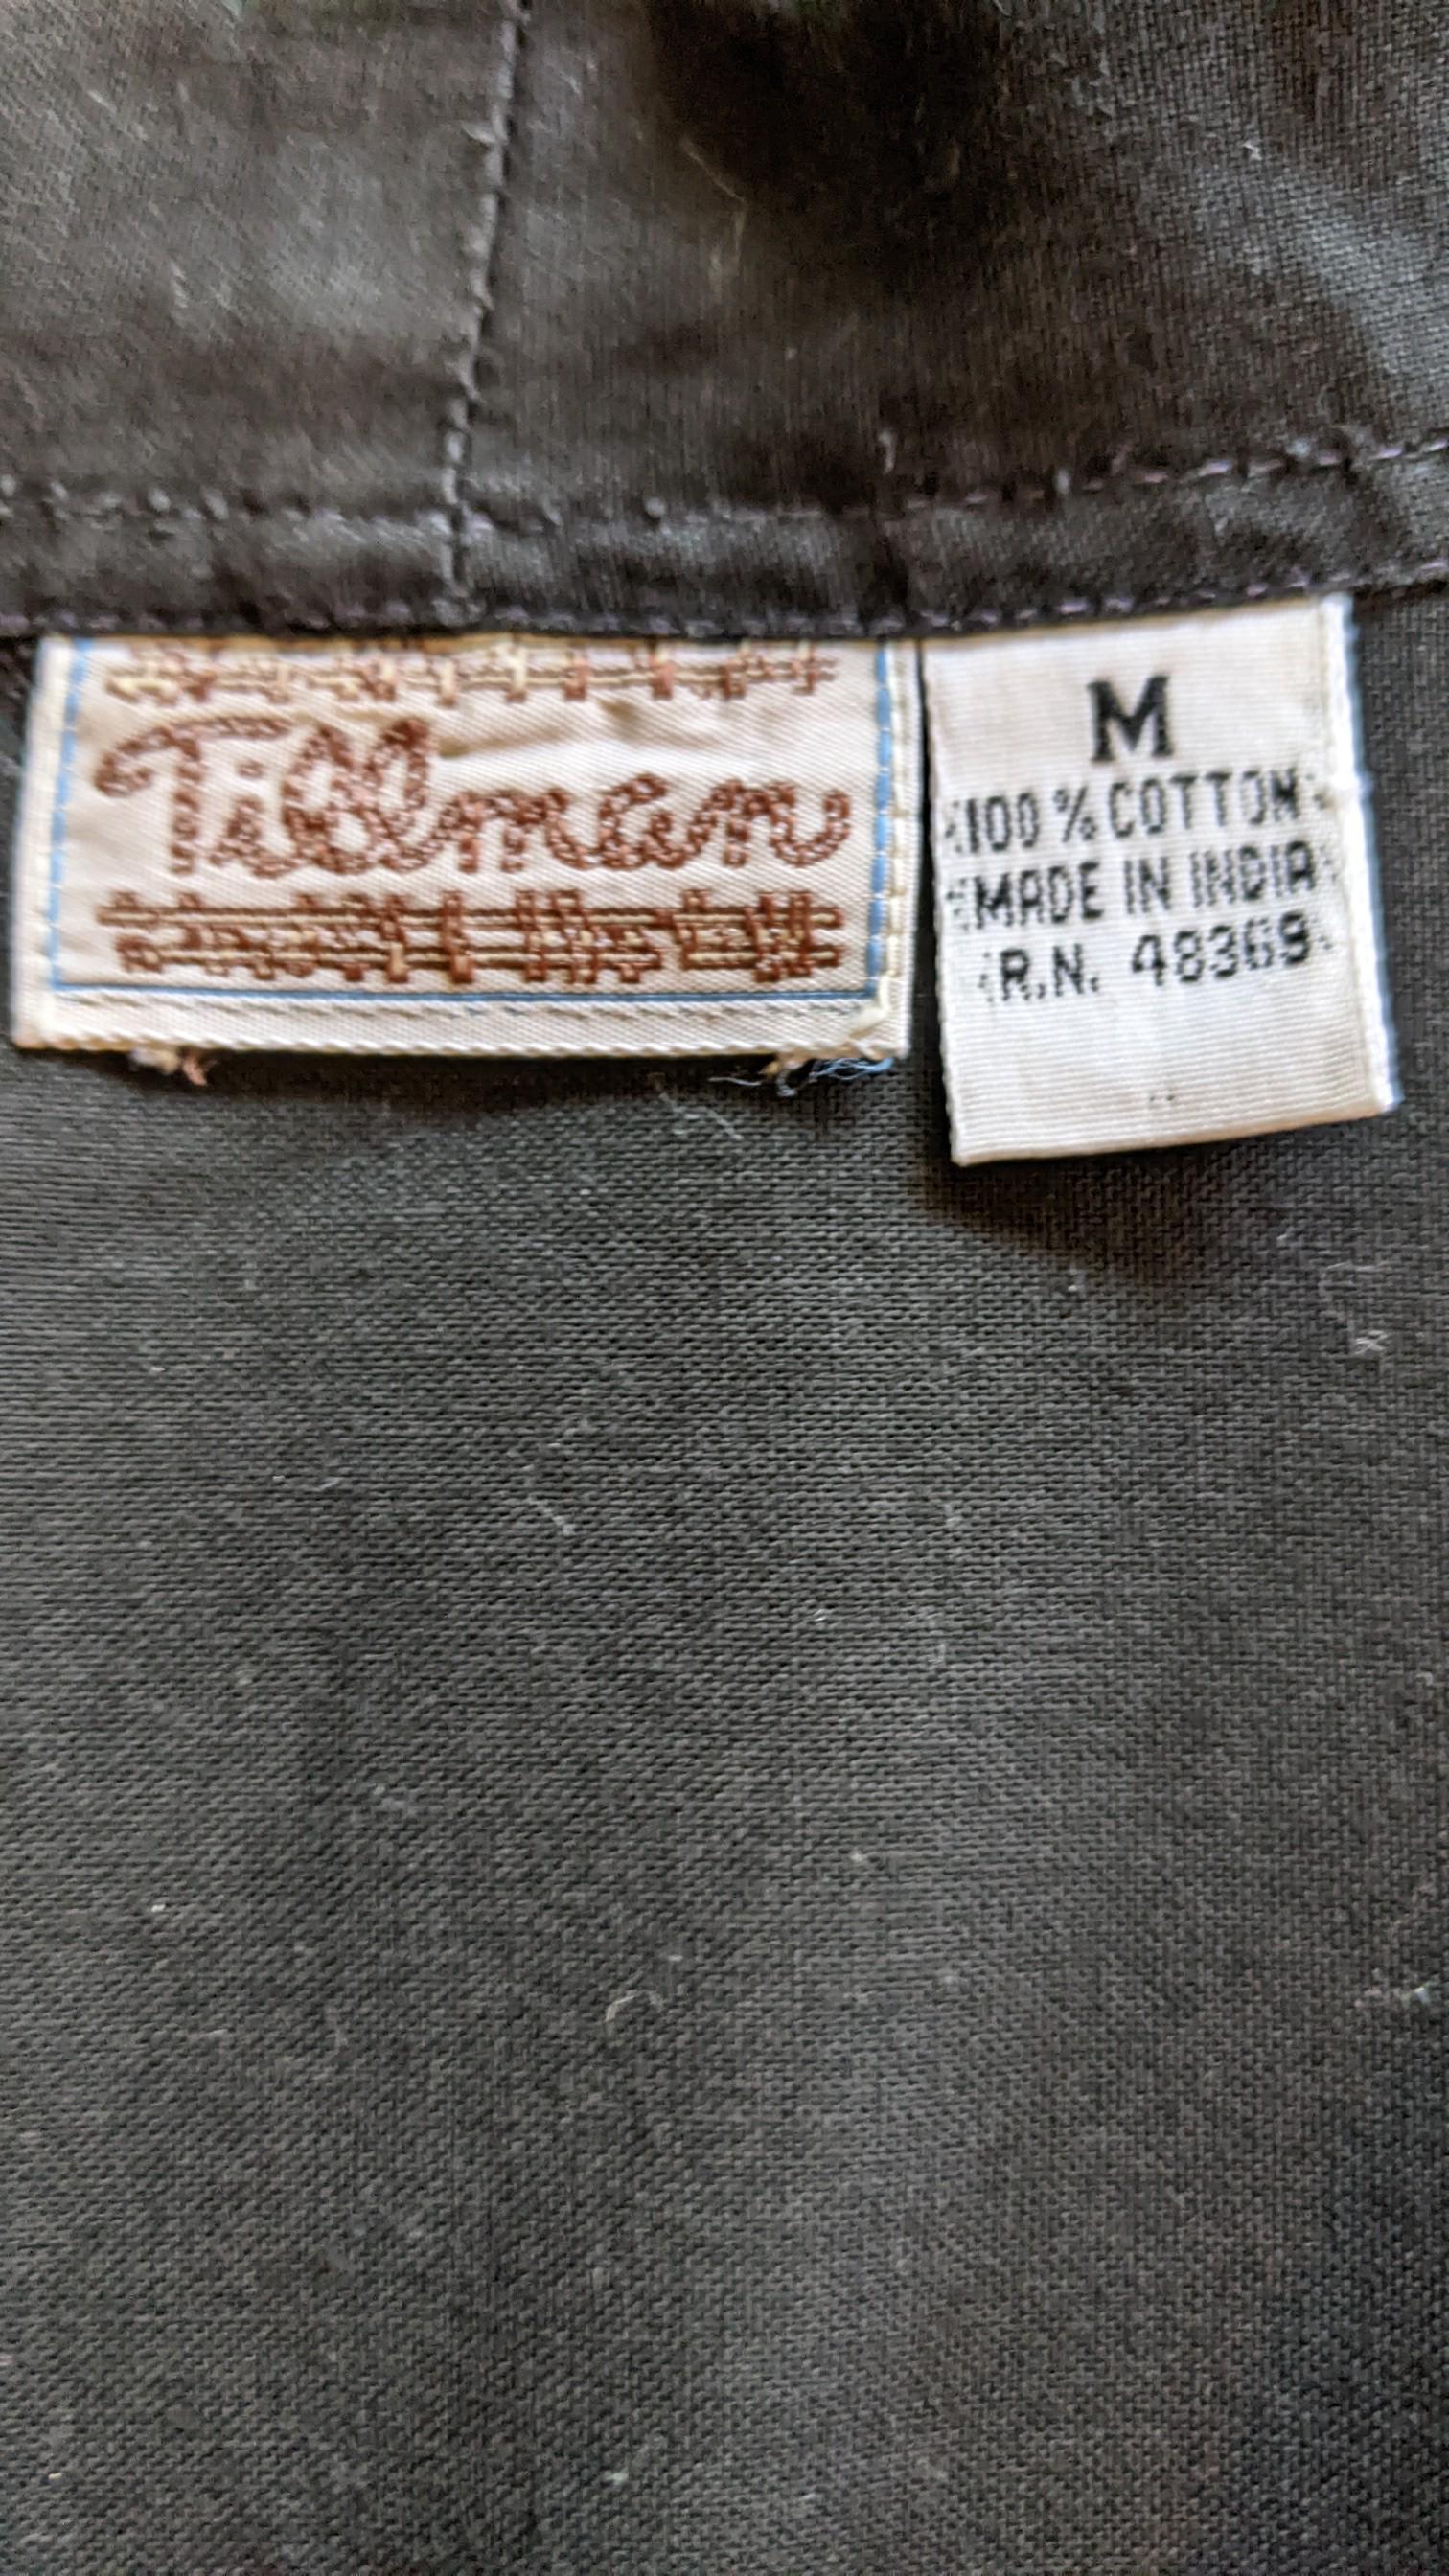 Tillman
M
100 % COTTON
MADE IN INDIA
R.N. 48369